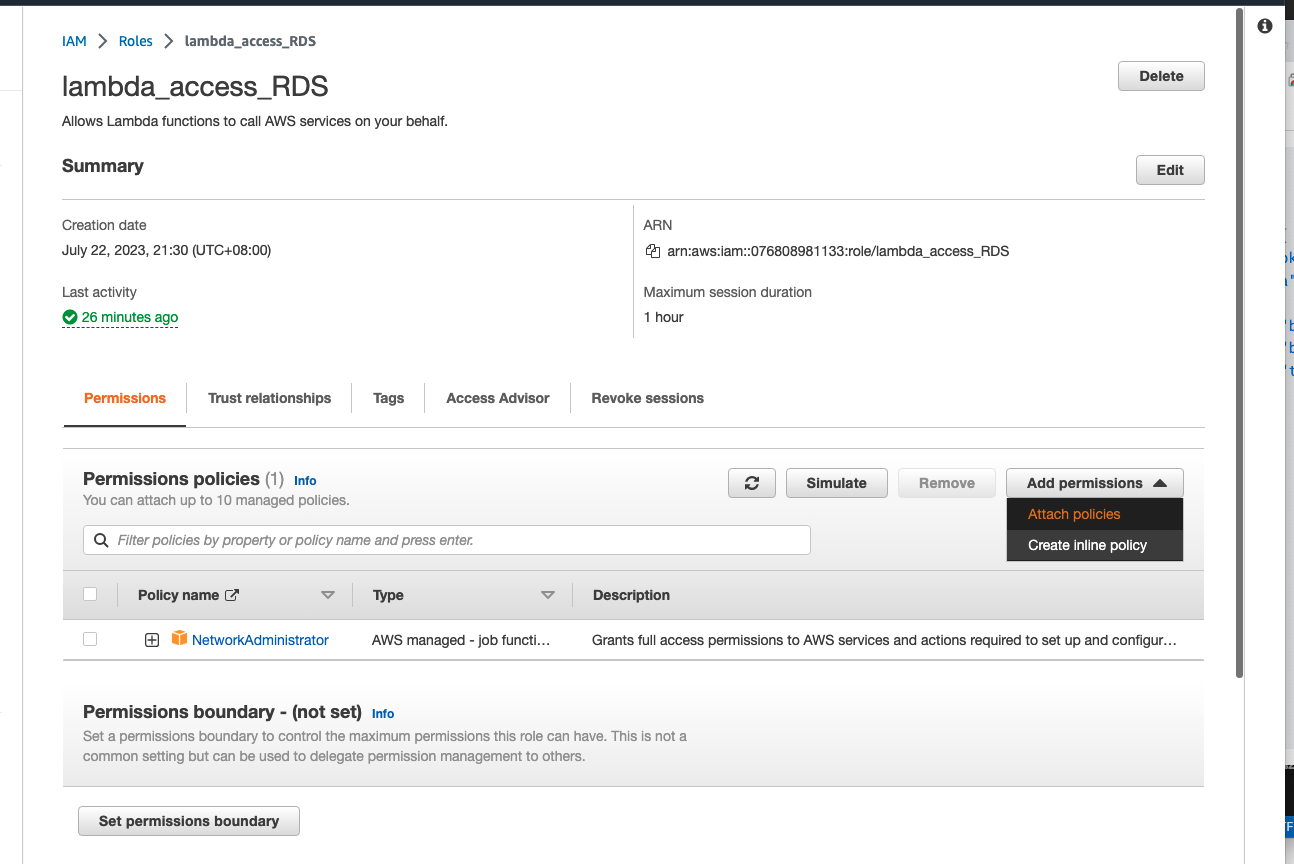 IAM > Roles > lambda_access_RDS
lambda_access_RDS
Delete
Allows Lambda functions to call AWS services on your behalf.
Summary
Edit
Creation date
July 22, 2023, 21:30 (UTC+08:00)
ARN
arn:aws:iam::076808981133:role/lambda_access_RDS
Last activity
26 minutes ago
Maximum session duration
1 hour
Permissions
Trust relationships
Tags
Access Advisor
Revoke sessions
Permissions policies (1) Info
You can attach up to 10 managed policies.
Simulate
Remove
Add permissions
Attach policies
Create inline policy
Filter policies by property or policy name and press enter.
Policy name
Type
Description
NetworkAdministrator
AWS managed - job functi...
Grants full access permissions to AWS services and actions required to set up and configur...
Permissions boundary - (not set) Info
Set a permissions boundary to control the maximum permissions this role can have. This is not a
common setting but can be used to delegate permission management to others.
Set permissions boundary